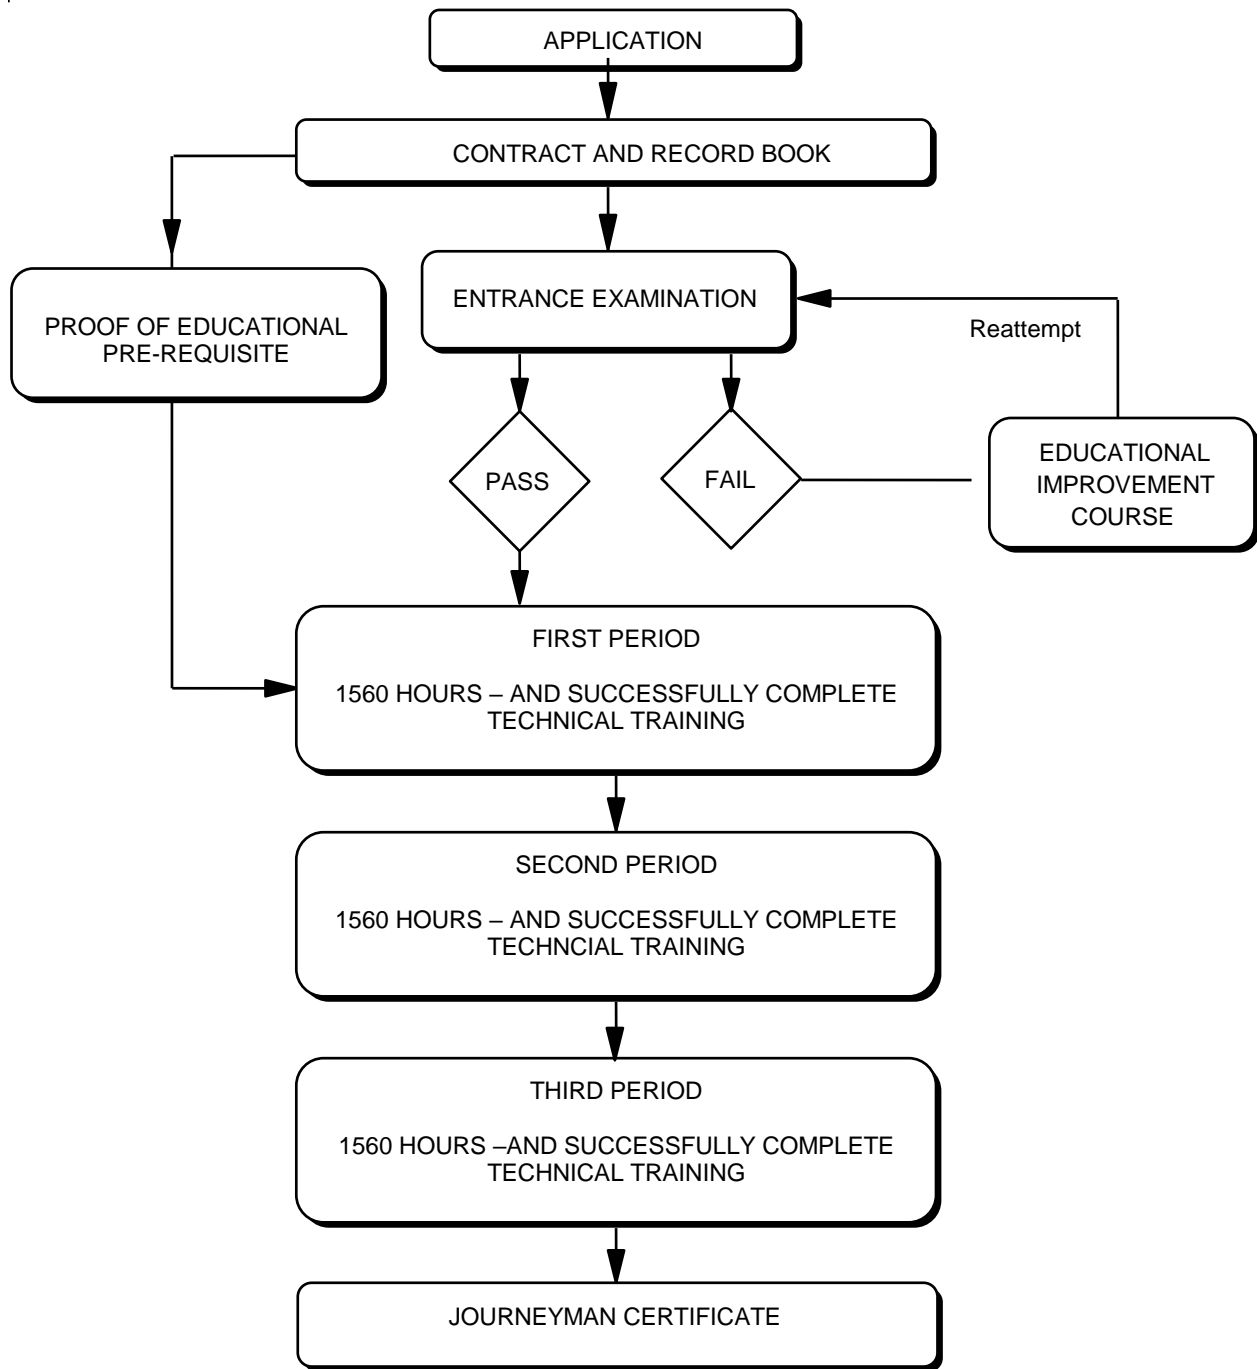 APPLICATION
CONTRACT AND RECORD BOOK
PROOF OF EDUCATIONAL
PRE-REQUISITE
ENTRANCE EXAMINATION
Reattempt
PASS
FAIL
EDUCATIONAL
IMPROVEMENT
COURSE
FIRST PERIOD
1560 HOURS – AND SUCCESSFULLY COMPLETE
TECHNICAL TRAINING
SECOND PERIOD
1560 HOURS – AND SUCCESSFULLY COMPLETE
TECHNCIAL TRAINING
THIRD PERIOD
1560 HOURS –AND SUCCESSFULLY COMPLETE
TECHNICAL TRAINING
JOURNEYMAN CERTIFICATE